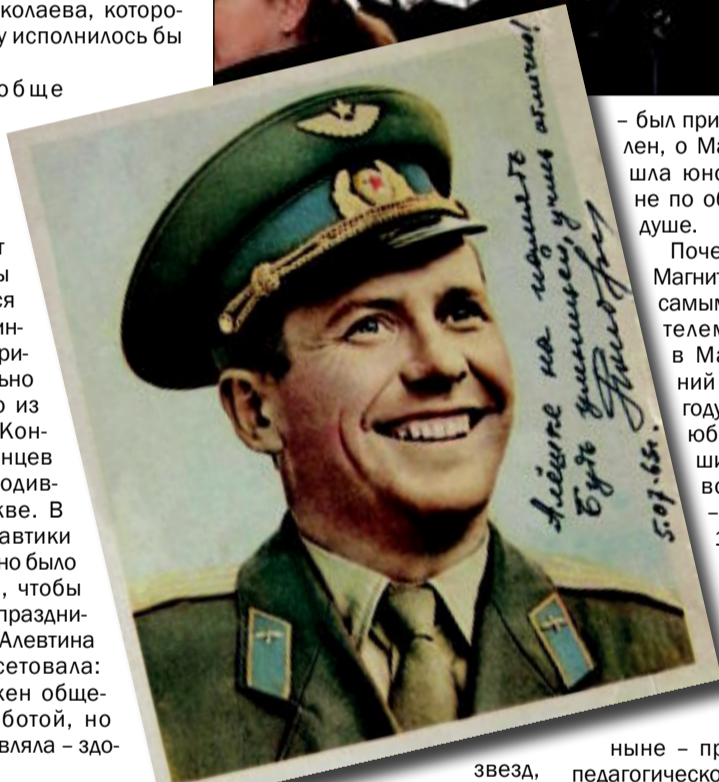 колаева, которо-
у исполнилось бы
обще
т
ы
ся
ин-
ри-
ьно
о из
Кон-
нцев
одив-
кве. В
автики
но было
, чтобы
праздни-
Алевтина
сетовала:
жен обще-
ботой, но
вляла – здо-
Алёшке на память
Будь умницей, учись отлично!
5.07.65г.
– был при
лен, о Ма
шла юно
не по об
душе.
Поче
Магнит
самым
телем
в Ма
ний
году
юб
ши
во
–
з
звезд,
ныне – пр
педагогическо